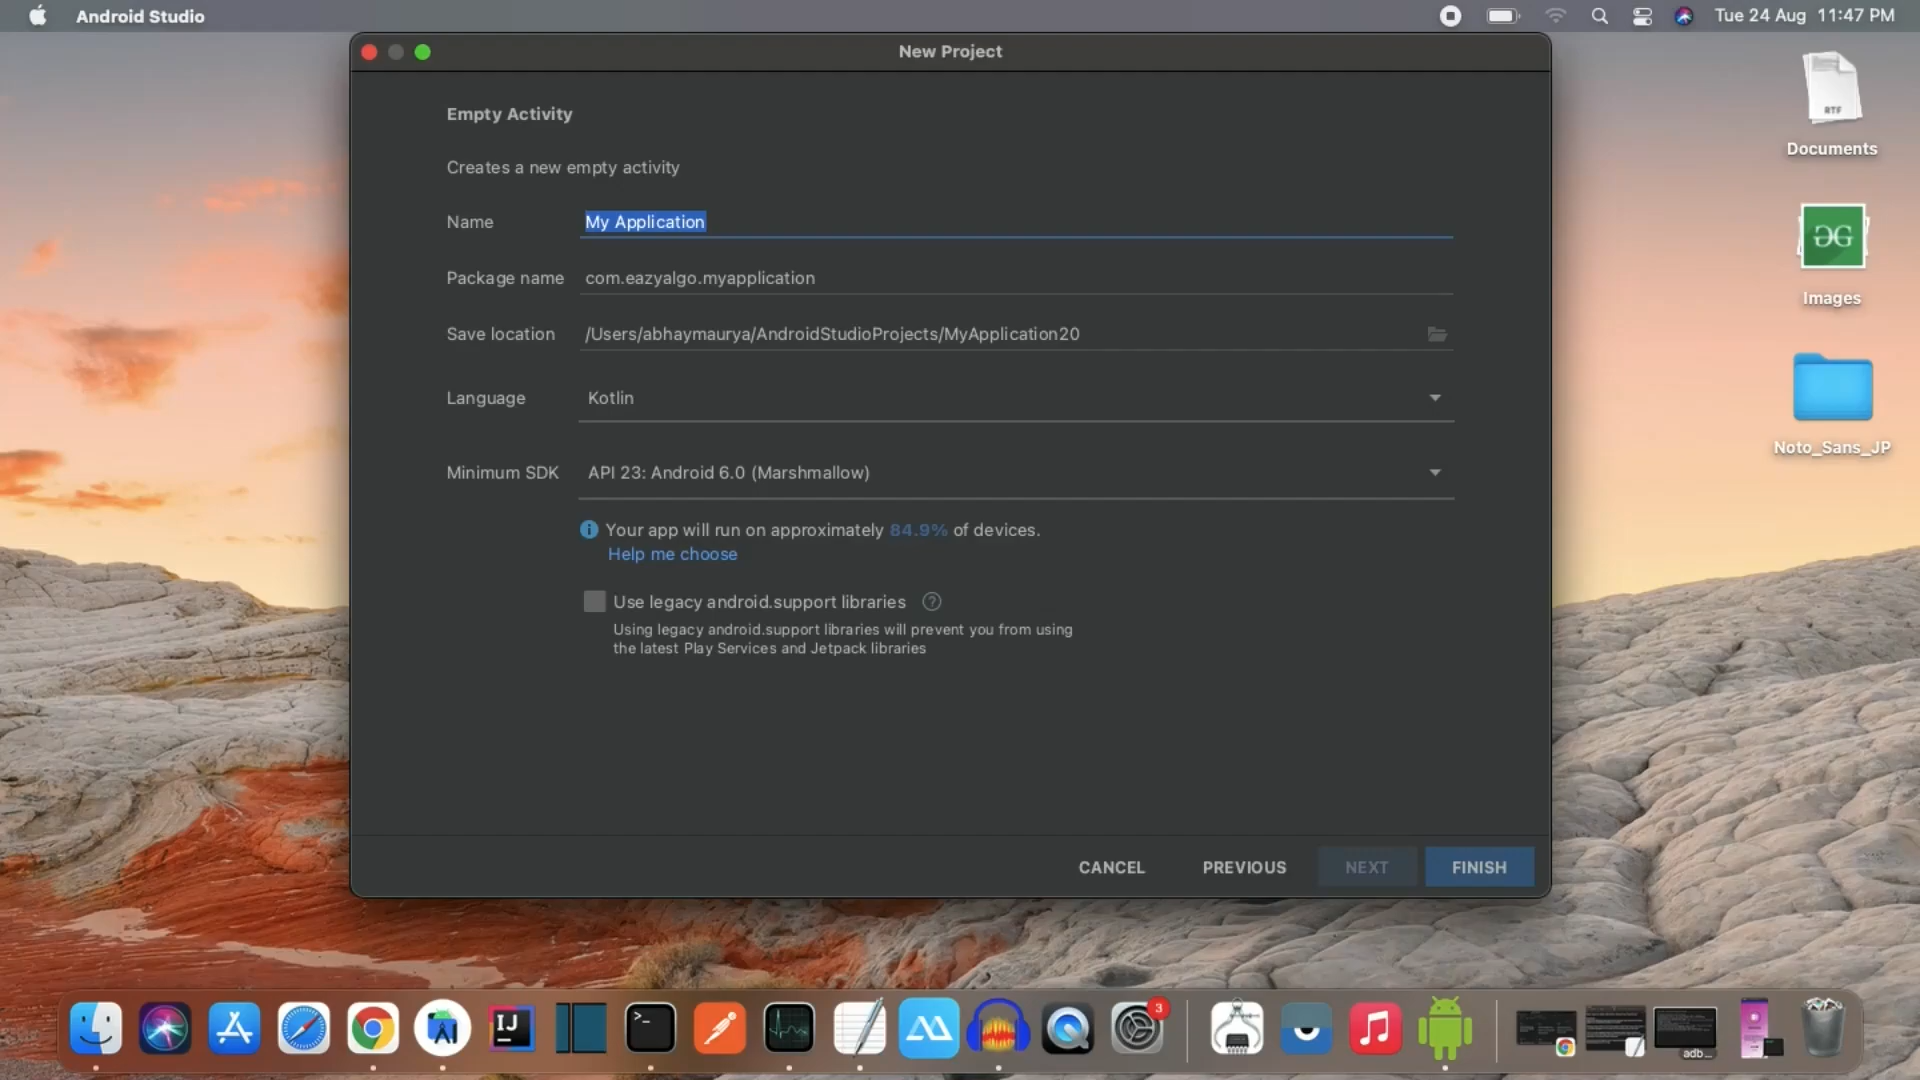 Android Studio
Tue 24 Aug 11:47 PM
New Project
Empty Activity
Creates a new empty activity
Name My Application
Package name com.eazyalgo.myapplication
Save location /Users/abhaymaurya/AndroidStudioProjects/MyApplication20
Language Kotlin
Minimum SDK API 23: Android 6.0 (Marshmallow)
Your app will run on approximately 84.9% of devices.
Help me choose
Use legacy android.support libraries ?
Using legacy android.support libraries will prevent you from using
the latest Play Services and Jetpack libraries
CANCEL PREVIOUS NEXT FINISH
RTF
Documents
Images
Noto_Sans_JP
IJ
>_
3
adb...